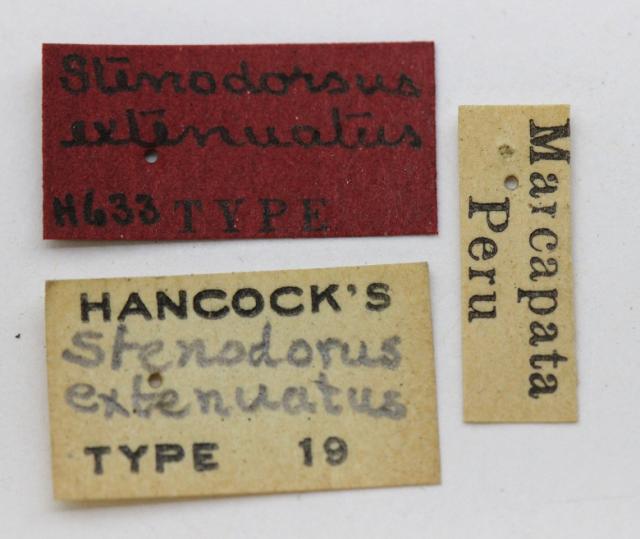 Stenodorsus
extenuatus
H633 TYPE
HANCOCK'S
Stenodorus
extenuatus
TYPE 19
Marcapata
Peru